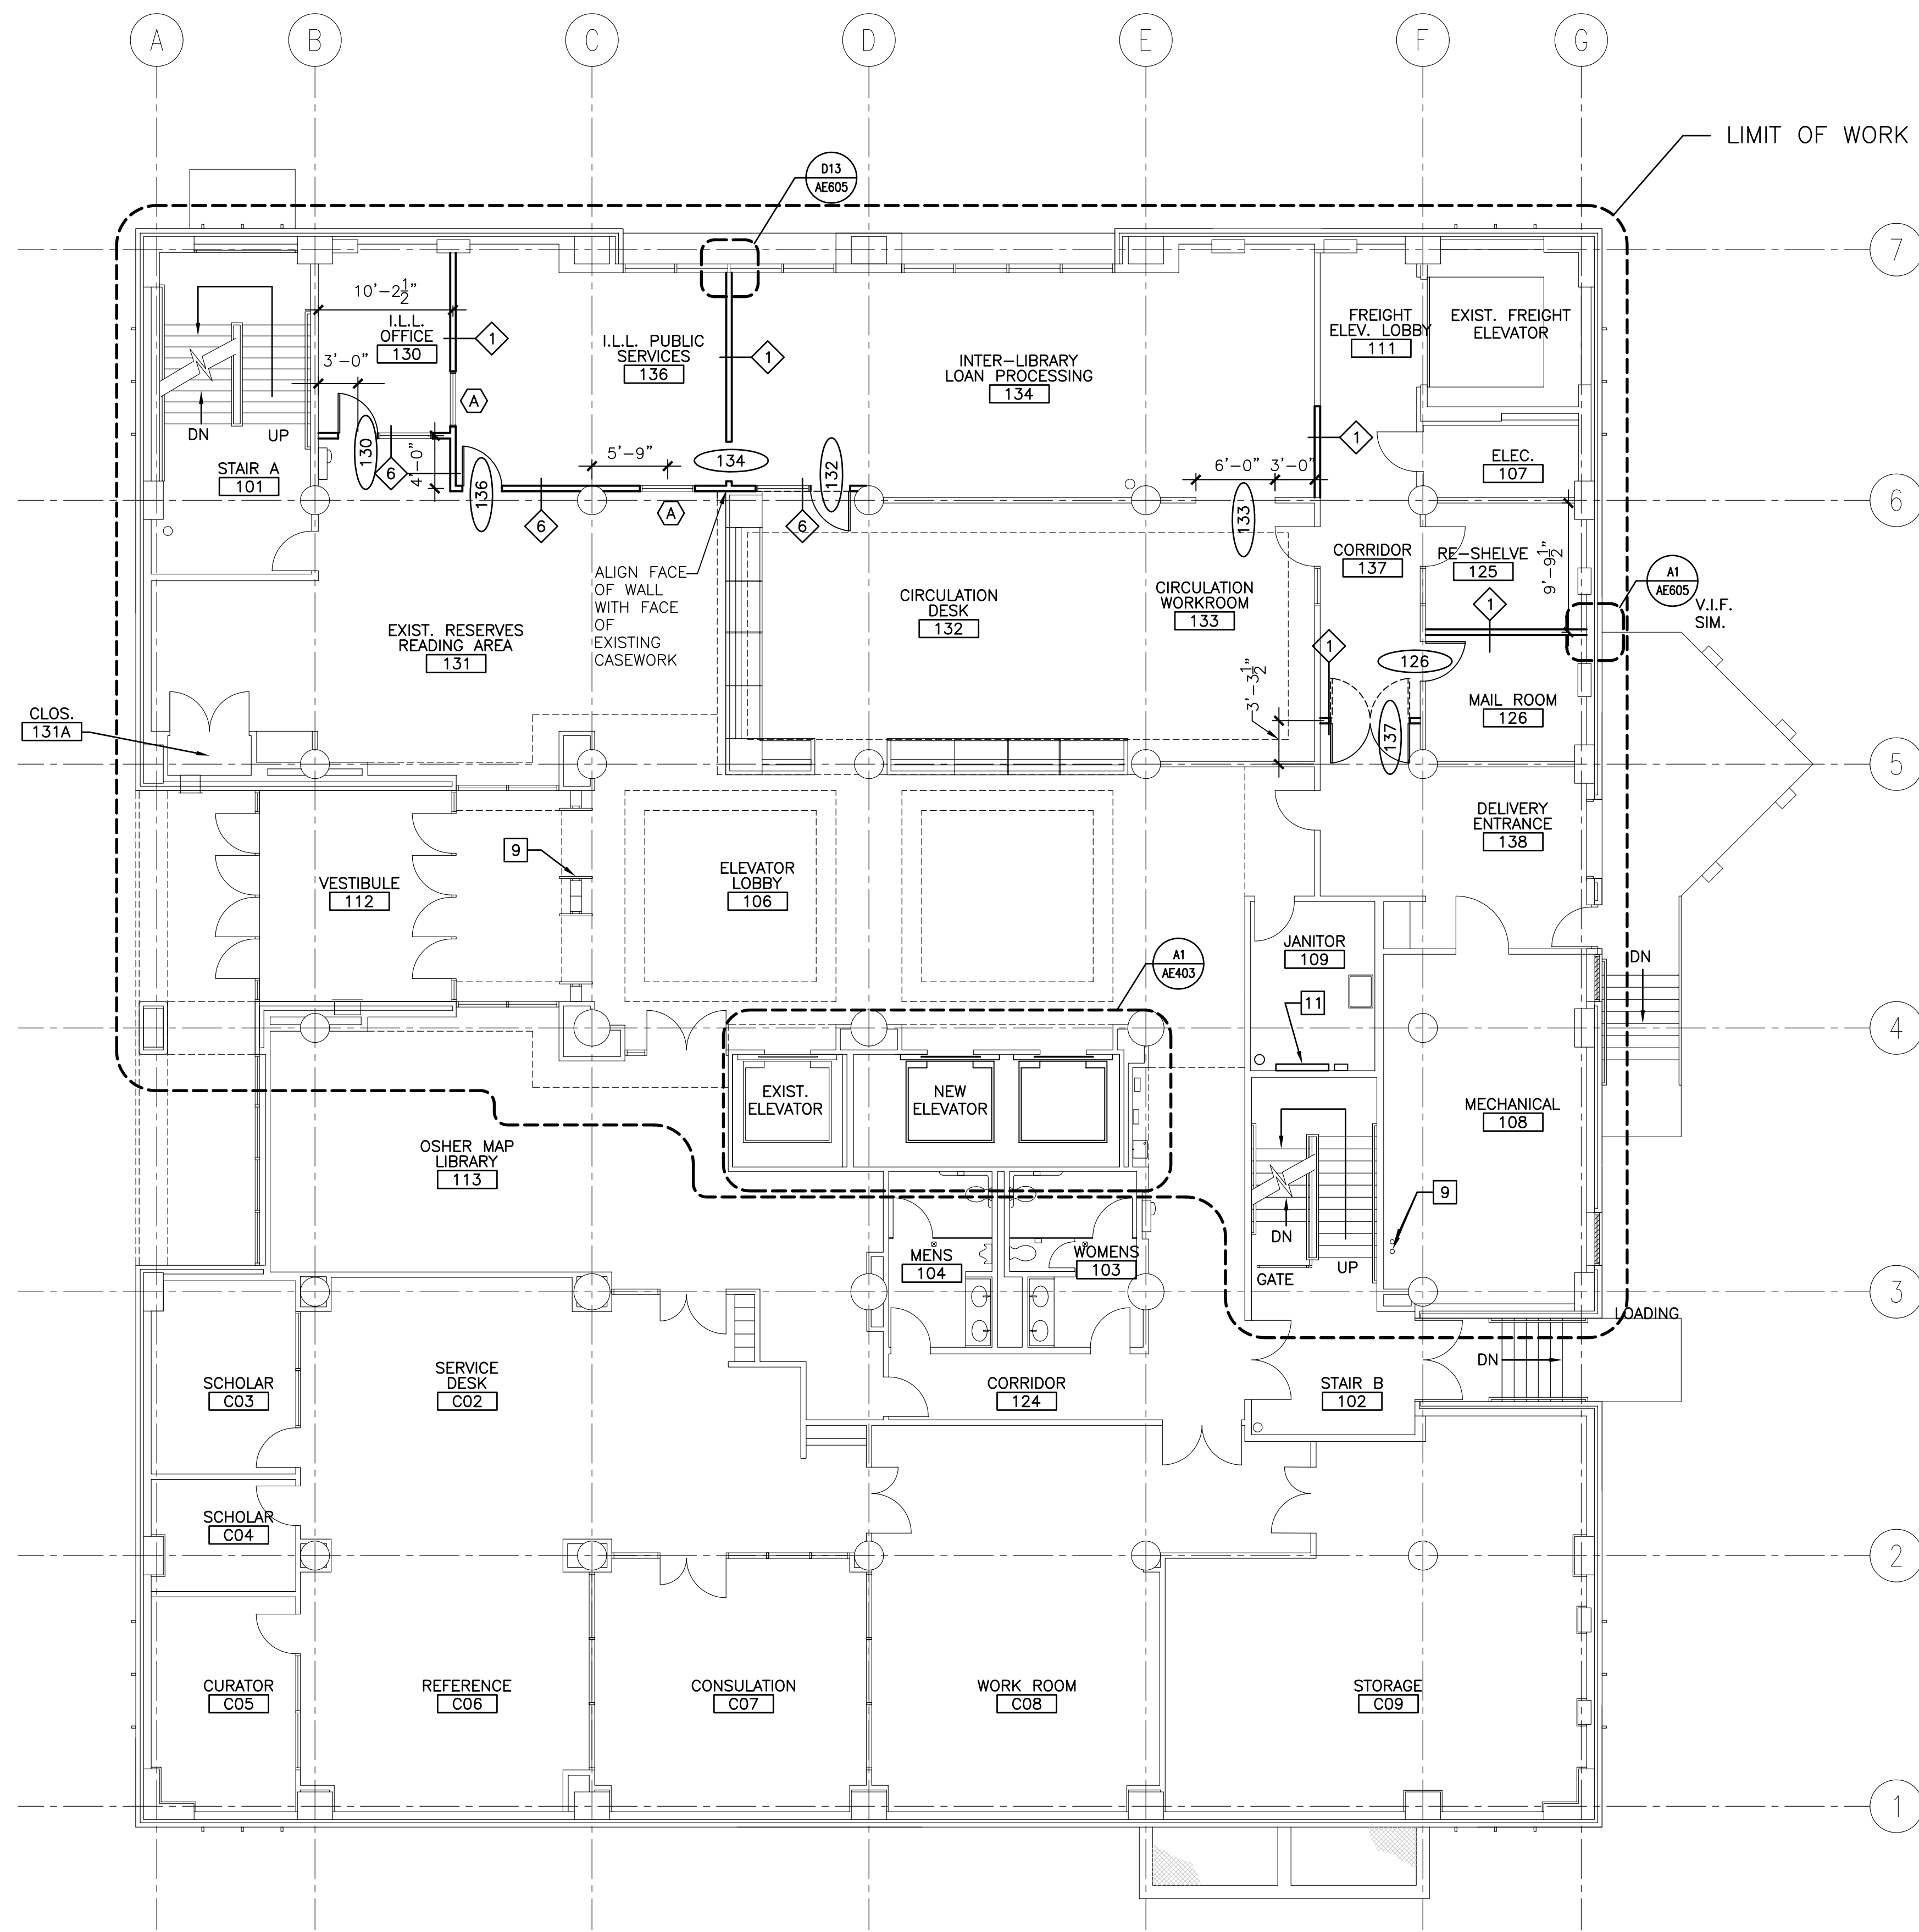 A
B
C
D
E
F
G
LIMIT OF WORK
D13
AE605
7
10'-2½"
I.L.L.
OFFICE
130
1
3'-0"
I.L.L. PUBLIC
SERVICES
136
1
INTER-LIBRARY
LOAN PROCESSING
134
FREIGHT
ELEV. LOBBY
111
EXIST. FREIGHT
ELEVATOR
A
DN
UP
130
6
4'-0"
136
5'-9"
134
132
6'-0"
3'-0"
1
ELEC.
107
STAIR A
101
6
A
6
133
6
ALIGN FACE
OF WALL
WITH FACE
OF
EXISTING
CASEWORK
CORRIDOR
137
RE-SHELVE
125
9'-9½"
1
A1
AE605
V.I.F.
SIM.
CIRCULATION
DESK
132
CIRCULATION
WORKROOM
133
EXIST. RESERVES
READING AREA
131
1
126
3'-3½"
137
MAIL ROOM
126
CLOS.
131A
5
DELIVERY
ENTRANCE
138
9
VESTIBULE
112
ELEVATOR
LOBBY
106
JANITOR
109
A1
AE403
DN
11
4
EXIST.
ELEVATOR
NEW
ELEVATOR
MECHANICAL
108
OSHER MAP
LIBRARY
113
9
DN
MENS
104
WOMENS
103
GATE
UP
3
LOADING
SCHOLAR
C03
SERVICE
DESK
C02
CORRIDOR
124
STAIR B
102
DN
SCHOLAR
C04
2
CURATOR
C05
REFERENCE
C06
CONSULATION
C07
WORK ROOM
C08
STORAGE
C09
1